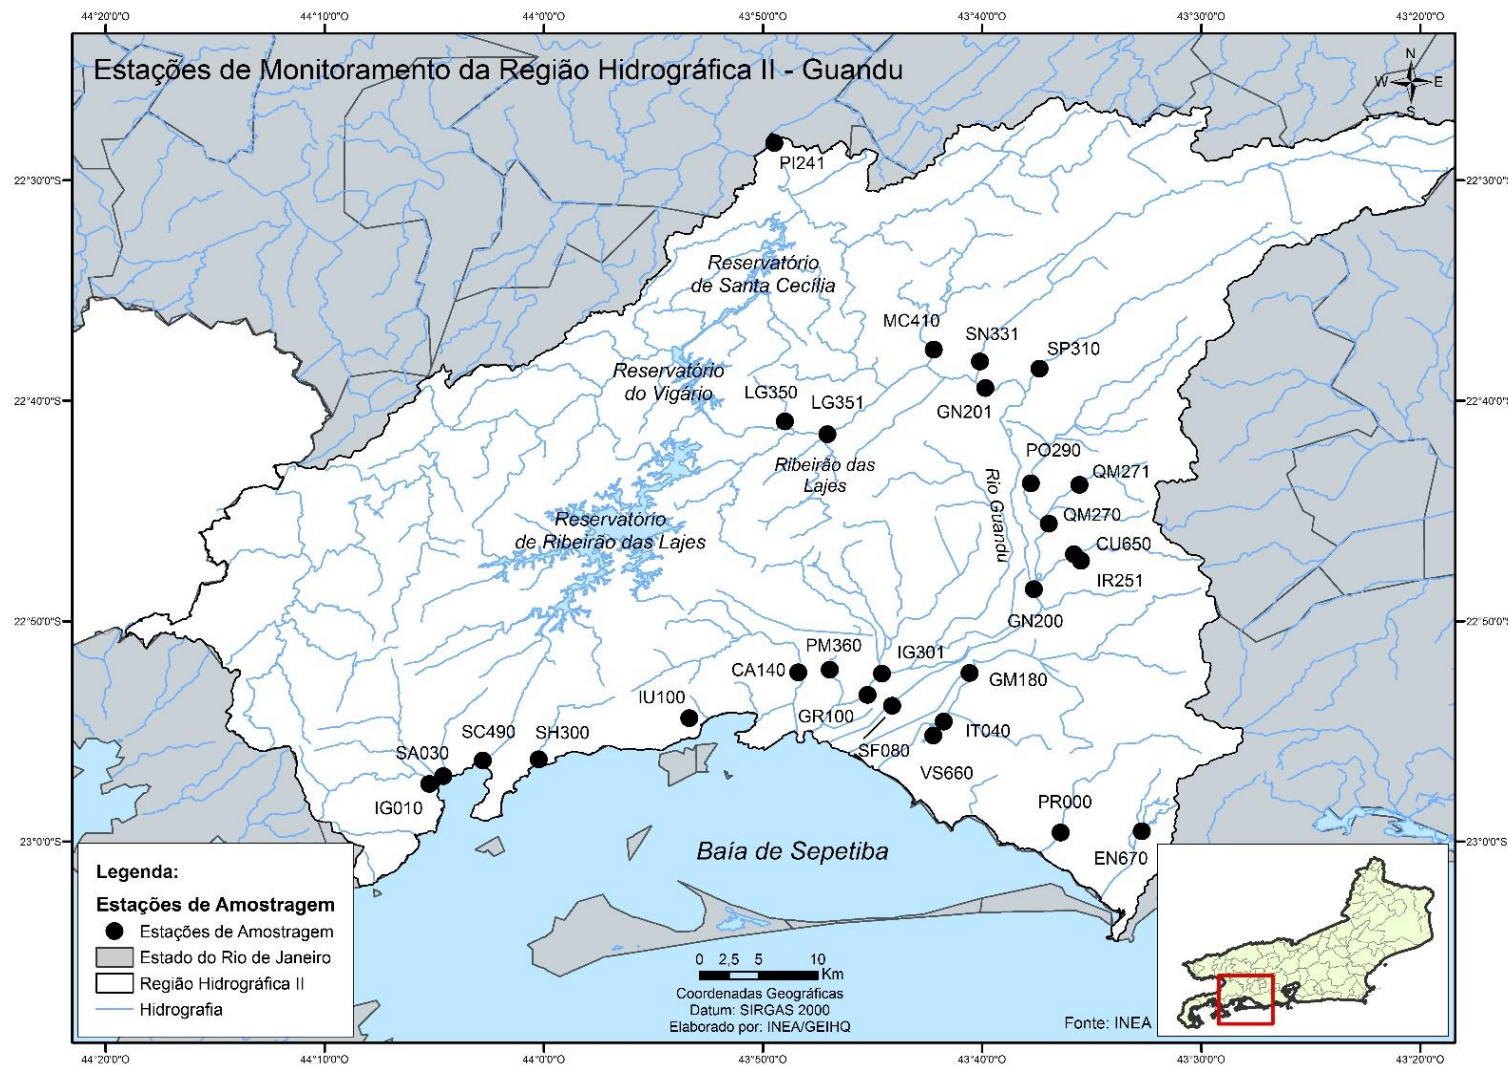 44°20'0"O 44°10'0"O 44°0'0"O 43°50'0"O 43°40'0"O 43°30'0"O 43°20'0"O
Estações de Monitoramento da Região Hidrográfica II - Guandu
N
W E
S
PI241
22°30'0"S 22°30'0"S
Reservatório
de Santa Cecília
MC410
SN331
SP310
Reservatório
do Vigário
LG350
LG351
22°40'0"S 22°40'0"S
GN201
PO290
QM271
Ribeirão das
Lajes
Rio Guandu
QM270
Reservatório
de Ribeirão das Lajes
CU650
IR251
GN200
22°50'0"S 22°50'0"S
PM360
IG301
CA140
GM180
IU100
GR100
SC490
SH300
IT040
SA030
SF080
VS660
IG010
PR000
23°0'0"S 23°0'0"S
Baía de Sepetiba
EN670
Legenda:
Estações de Amostragem
Estações de Amostragem
Estado do Rio de Janeiro
Região Hidrográfica II
Hidrografia
0 2,5 5 10
Km
Coordenadas Geográficas
Datum: SIRGAS 2000
Elaborado por: INEA/GEIHQ
Fonte: INEA
44°20'0"O 44°10'0"O 44°0'0"O 43°50'0"O 43°40'0"O 43°30'0"O 43°20'0"O